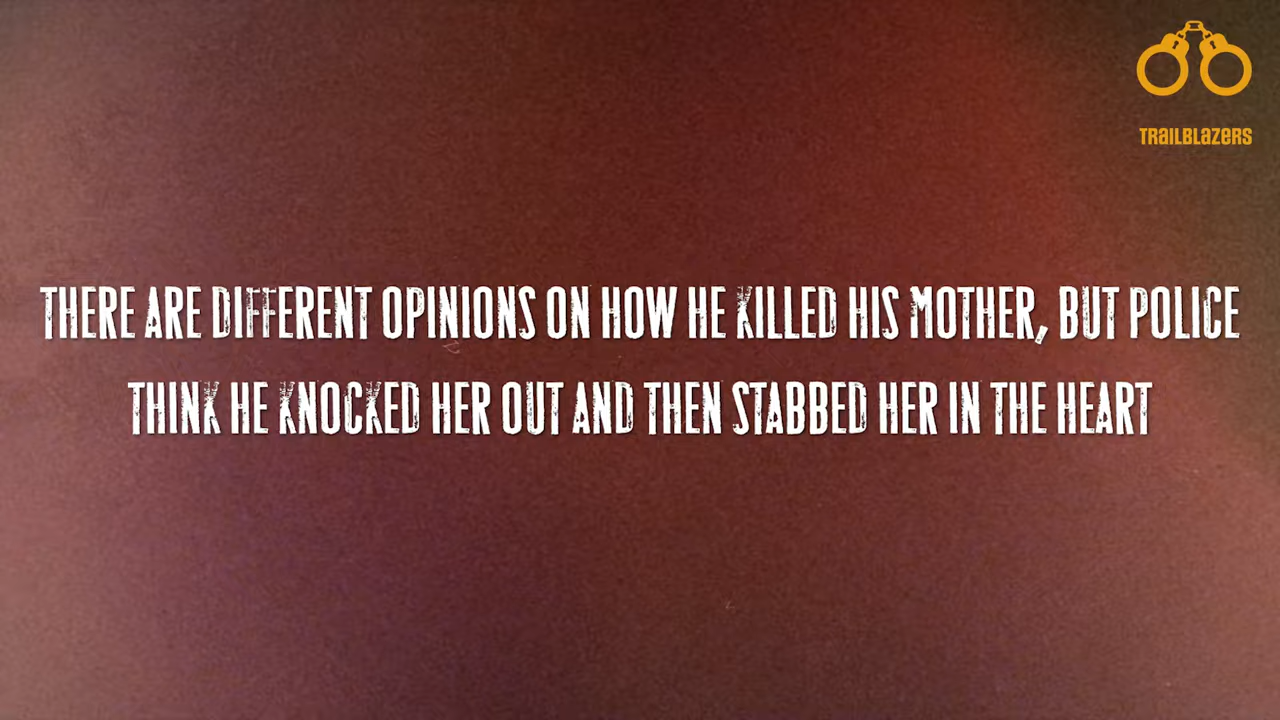 TRAILBLAZERS
THERE ARE DIFFERENT OPINIONS ON HOW HE KILLED HIS MOTHER, BUT POLICE
THINK HE KNOCKED HER OUT AND THEN STABBED HER IN THE HEART